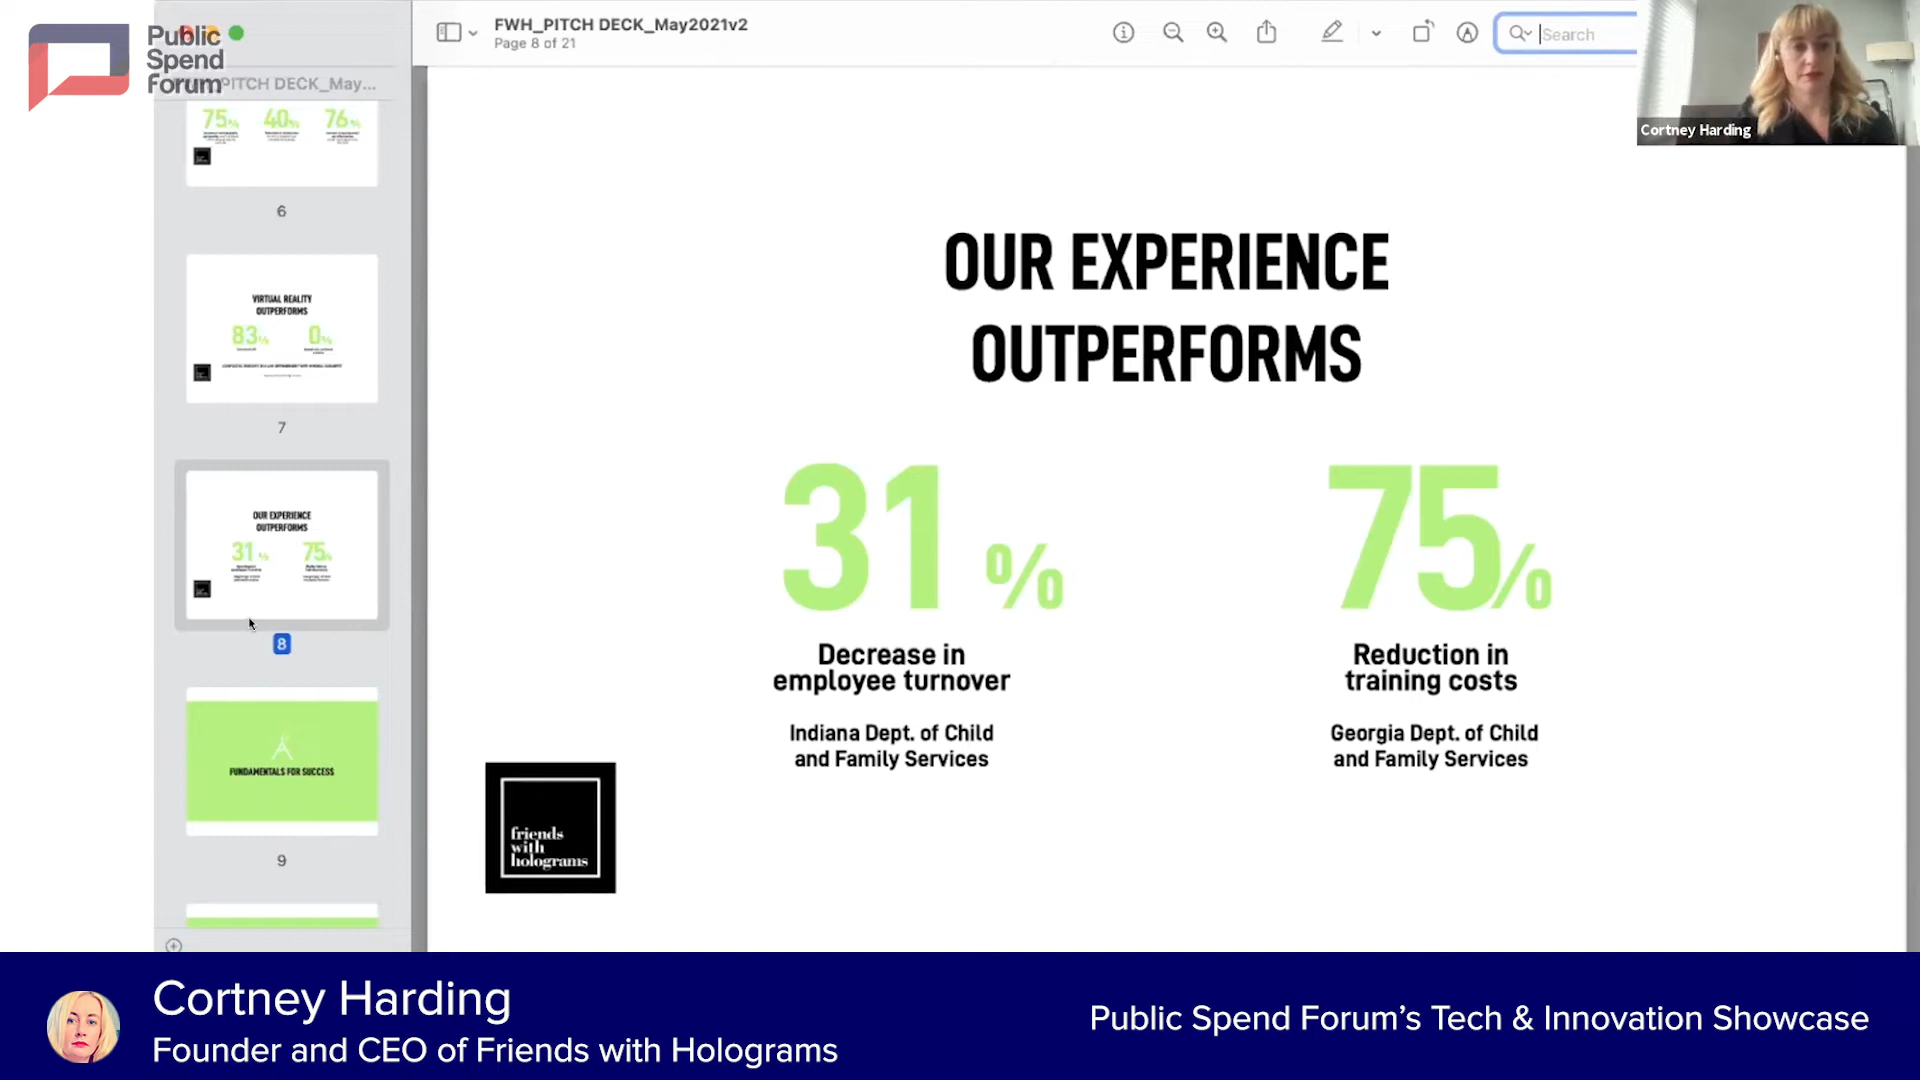 Public
Spend
Forum
PITCH DECK_May...
FWH_PITCH DECK_May2021v2
Page 8 of 21
Search
Cortney Harding
75%
40%
76%
6
VIRTUAL REALITY
OUTPERFORMS
83%
0%
7
OUR EXPERIENCE
OUTPERFORMS
31 %
75%
8
FUNDAMENTALS FOR SUCCESS
9
OUR EXPERIENCE
OUTPERFORMS
31 %
Decrease in
employee turnover
Indiana Dept. of Child
and Family Services
75%
Reduction in
training costs
Georgia Dept. of Child
and Family Services
friends
with
holograms
Cortney Harding
Founder and CEO of Friends with Holograms
Public Spend Forum's Tech & Innovation Showcase